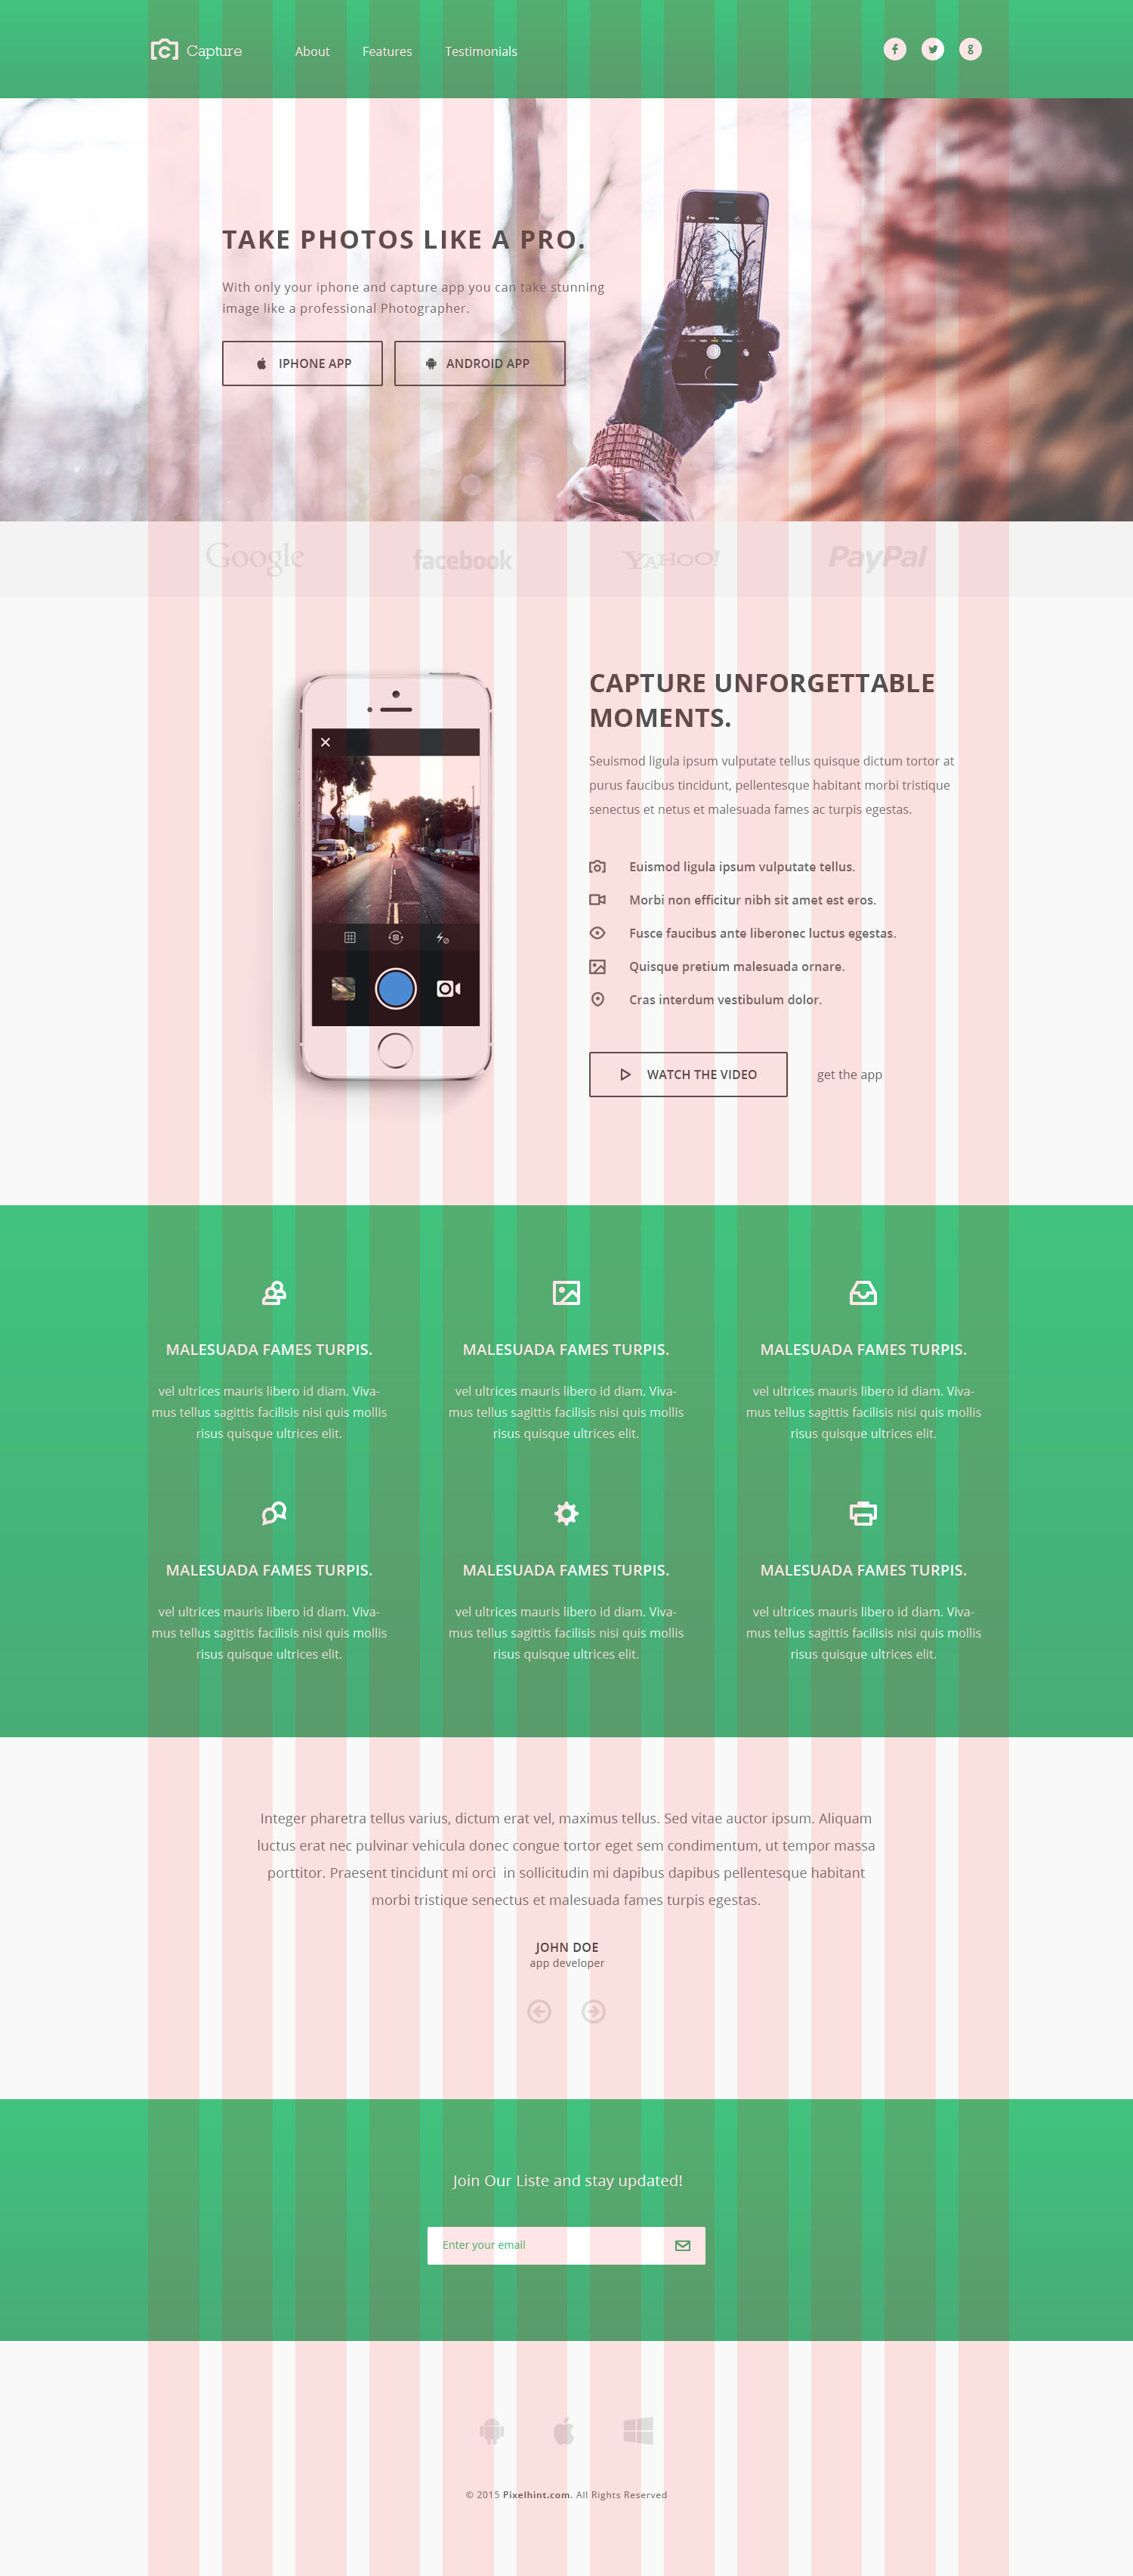 Capture
About
Features
Testimonials
TAKE PHOTOS LIKE A PRO.
With only your iphone and capture app you can take stunning
image like a professional Photographer.
IPHONE APP
ANDROID APP
Google
facebook
YAHOO!
PayPal
CAPTURE UNFORGETTABLE
MOMENTS.
Seuismod ligula ipsum vulputate tellus quisque dictum tortor at
purus faucibus tincidunt, pellentesque habitant morbi tristique
senectus et netus et malesuada fames ac turpis egestas.
Euismod ligula ipsum vulputate tellus.
Morbi non efficitur nibh sit amet est eros.
Fusce faucibus ante liberonec luctus egestas.
Quisque pretium malesuada ornare.
Cras interdum vestibulum dolor.
WATCH THE VIDEO
get the app
MALESUADA FAMES TURPIS.
vel ultrices mauris libero id diam. Viva-
mus tellus sagittis facilisis nisi quis mollis
risus quisque ultrices elit.
MALESUADA FAMES TURPIS.
vel ultrices mauris libero id diam. Viva-
mus tellus sagittis facilisis nisi quis mollis
risus quisque ultrices elit.
MALESUADA FAMES TURPIS.
vel ultrices mauris libero id diam. Viva-
mus tellus sagittis facilisis nisi quis mollis
risus quisque ultrices elit.
MALESUADA FAMES TURPIS.
vel ultrices mauris libero id diam. Viva-
mus tellus sagittis facilisis nisi quis mollis
risus quisque ultrices elit.
MALESUADA FAMES TURPIS.
vel ultrices mauris libero id diam. Viva-
mus tellus sagittis facilisis nisi quis mollis
risus quisque ultrices elit.
MALESUADA FAMES TURPIS.
vel ultrices mauris libero id diam. Viva-
mus tellus sagittis facilisis nisi quis mollis
risus quisque ultrices elit.
Integer pharetra tellus varius, dictum erat vel, maximus tellus. Sed vitae auctor ipsum. Aliquam
luctus erat nec pulvinar vehicula donec congue tortor eget sem condimentum, ut tempor massa
porttitor. Praesent tincidunt mi orci in sollicitudin mi dapibus dapibus pellentesque habitant
morbi tristique senectus et malesuada fames turpis egestas.
JOHN DOE
app developer
Join Our Liste and stay updated!
Enter your email
© 2015 Pixelhint.com. All Rights Reserved